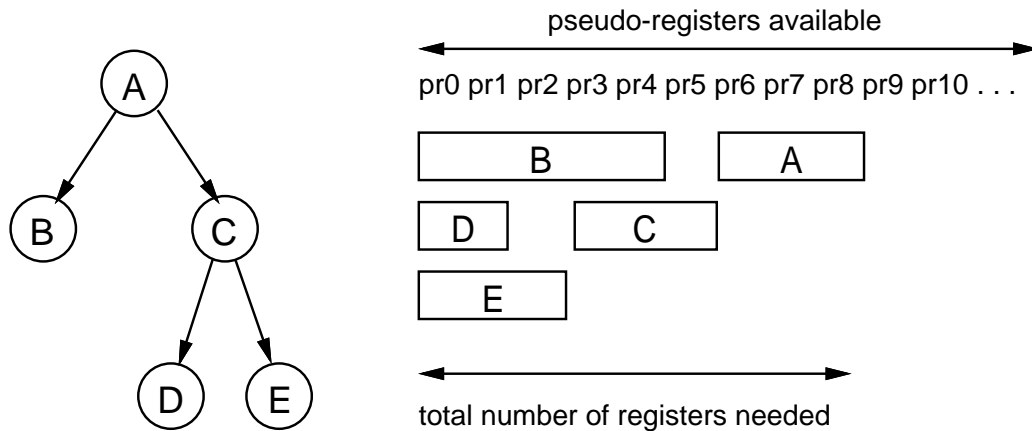 pseudo-registers available
pr0 pr1 pr2 pr3 pr4 pr5 pr6 pr7 pr8 pr9 pr10 . . .
A
B
C
D
E
B
A
D
C
E
total number of registers needed